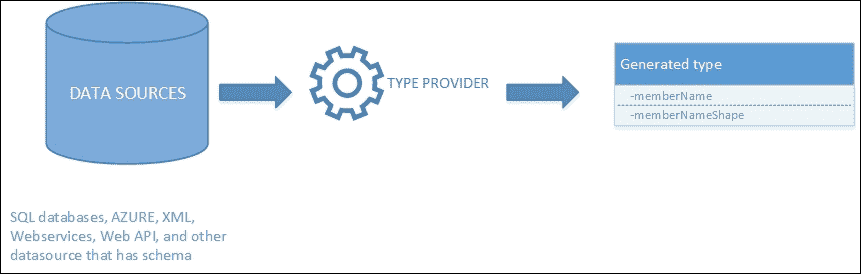 DATA SOURCES
TYPE PROVIDER
Generated type
-memberName
-memberNameShape
SQL databases, AZURE, XML,
Webservices, Web API, and other
datasource that has schema